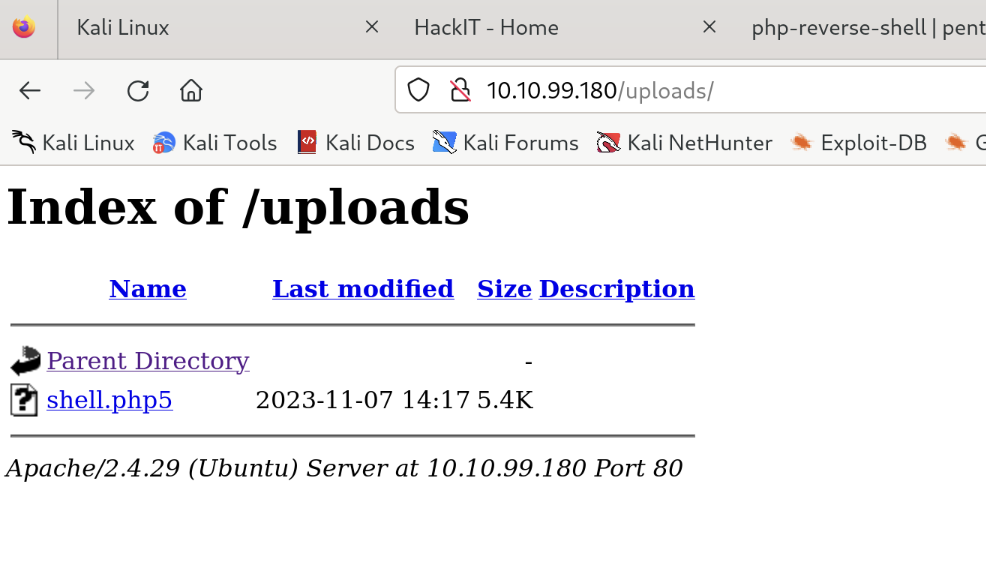 Kali Linux × HackIT - Home × php-reverse-shell | pent
10.10.99.180/uploads/
Kali Linux Kali Tools Kali Docs Kali Forums Kali NetHunter Exploit-DB G
Index of /uploads
Name Last modified Size Description
Parent Directory -
shell.php5 2023-11-07 14:17 5.4K
Apache/2.4.29 (Ubuntu) Server at 10.10.99.180 Port 80